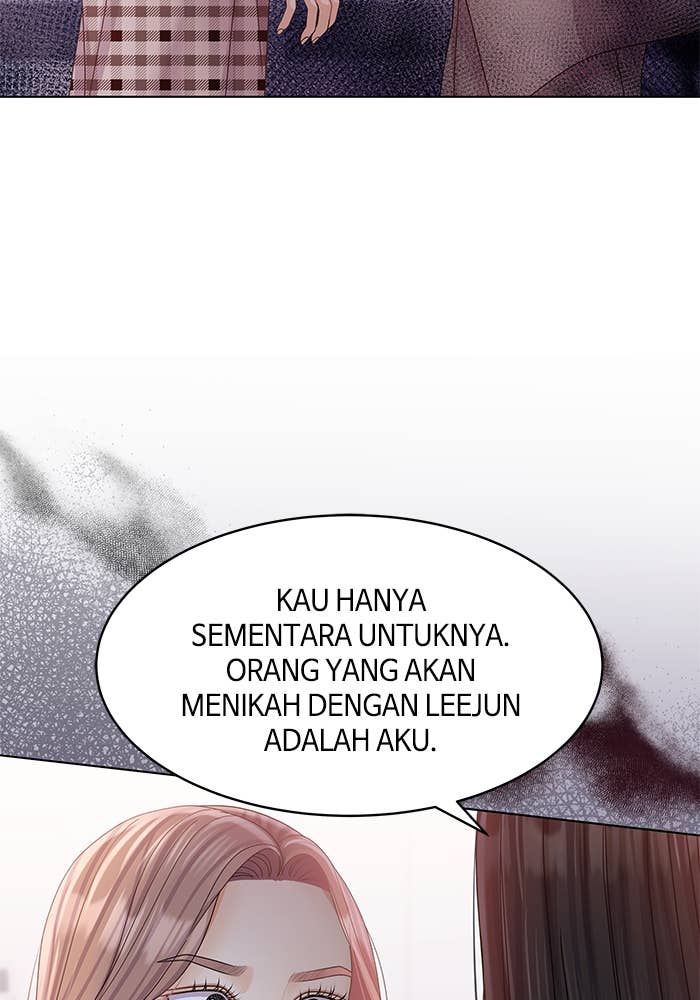 KAU HANYA
SEMENTARA UNTUKNYA.
ORANG YANG AKAN
MENIKAH DENGAN LEEJUN
ADALAH AKU.